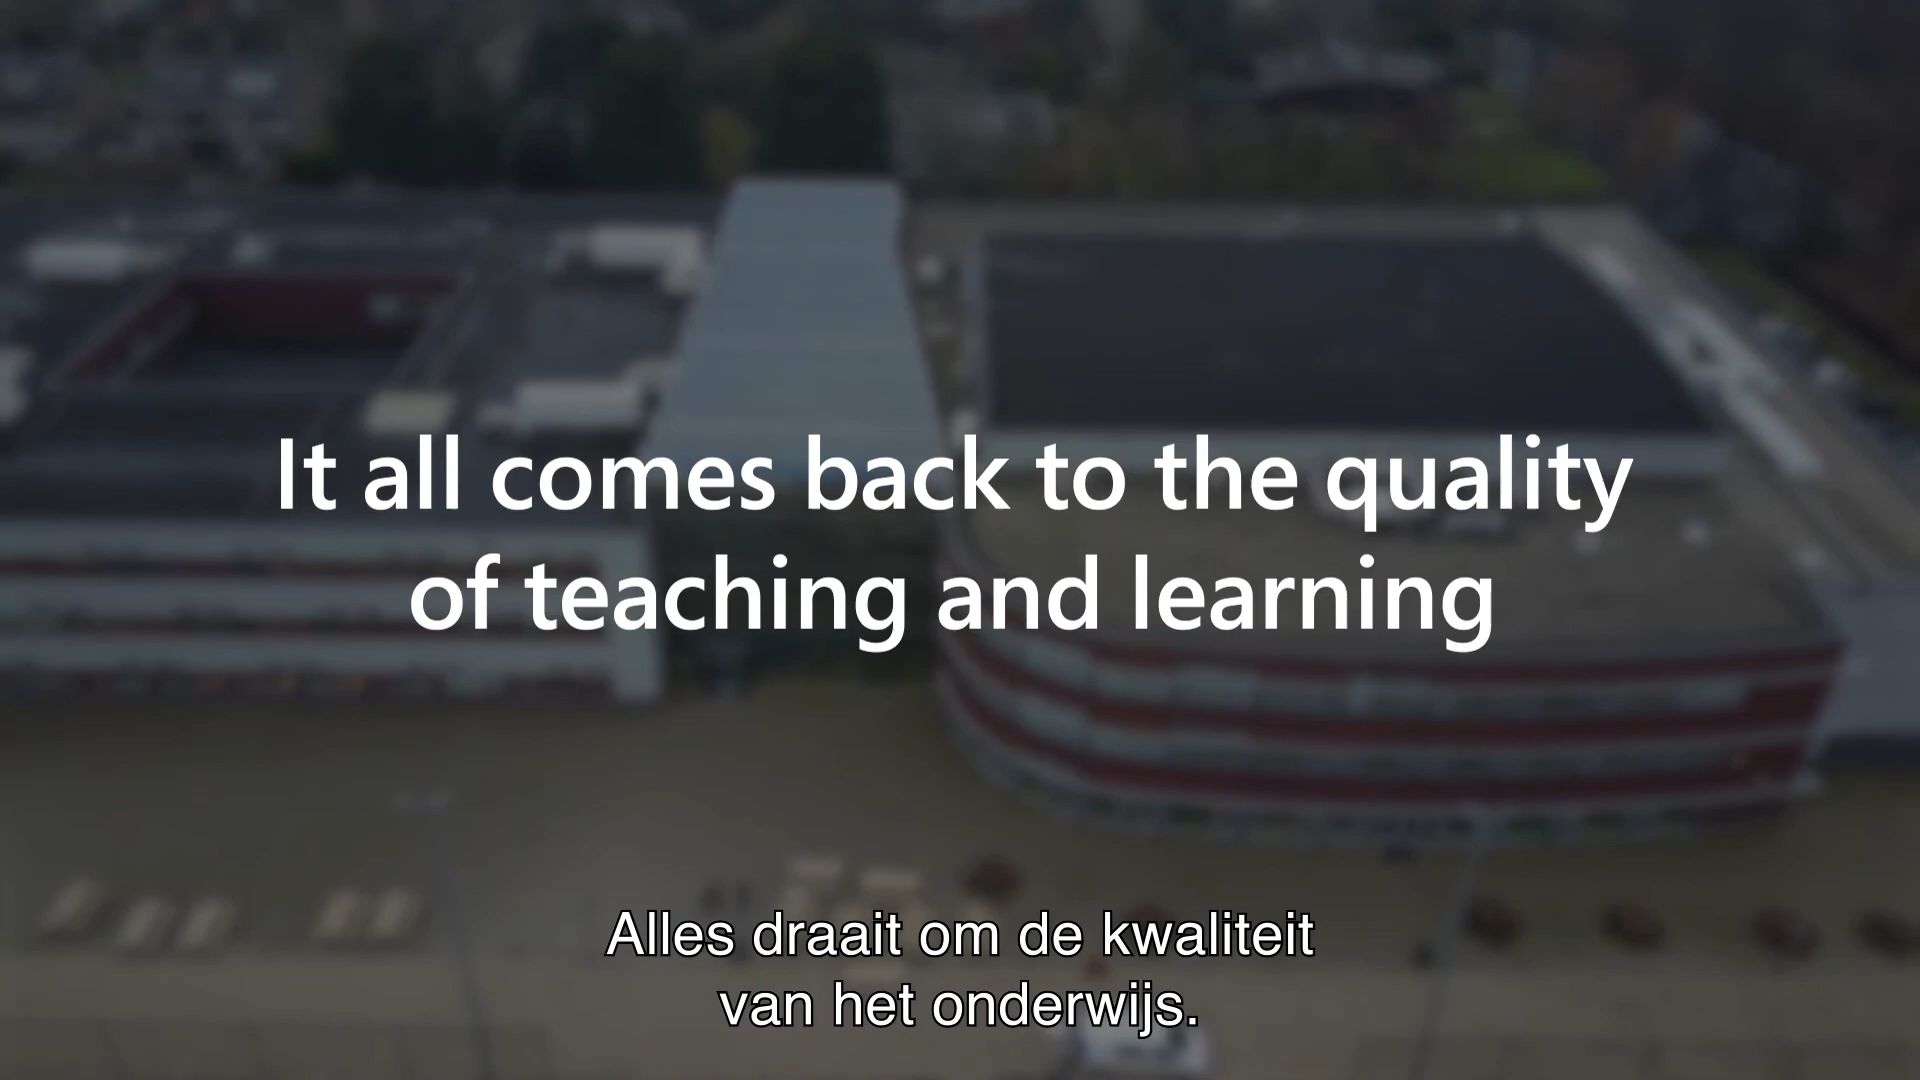 It all comes back to the quality
of teaching and learning
Alles draait om de kwaliteit
van het onderwijs.